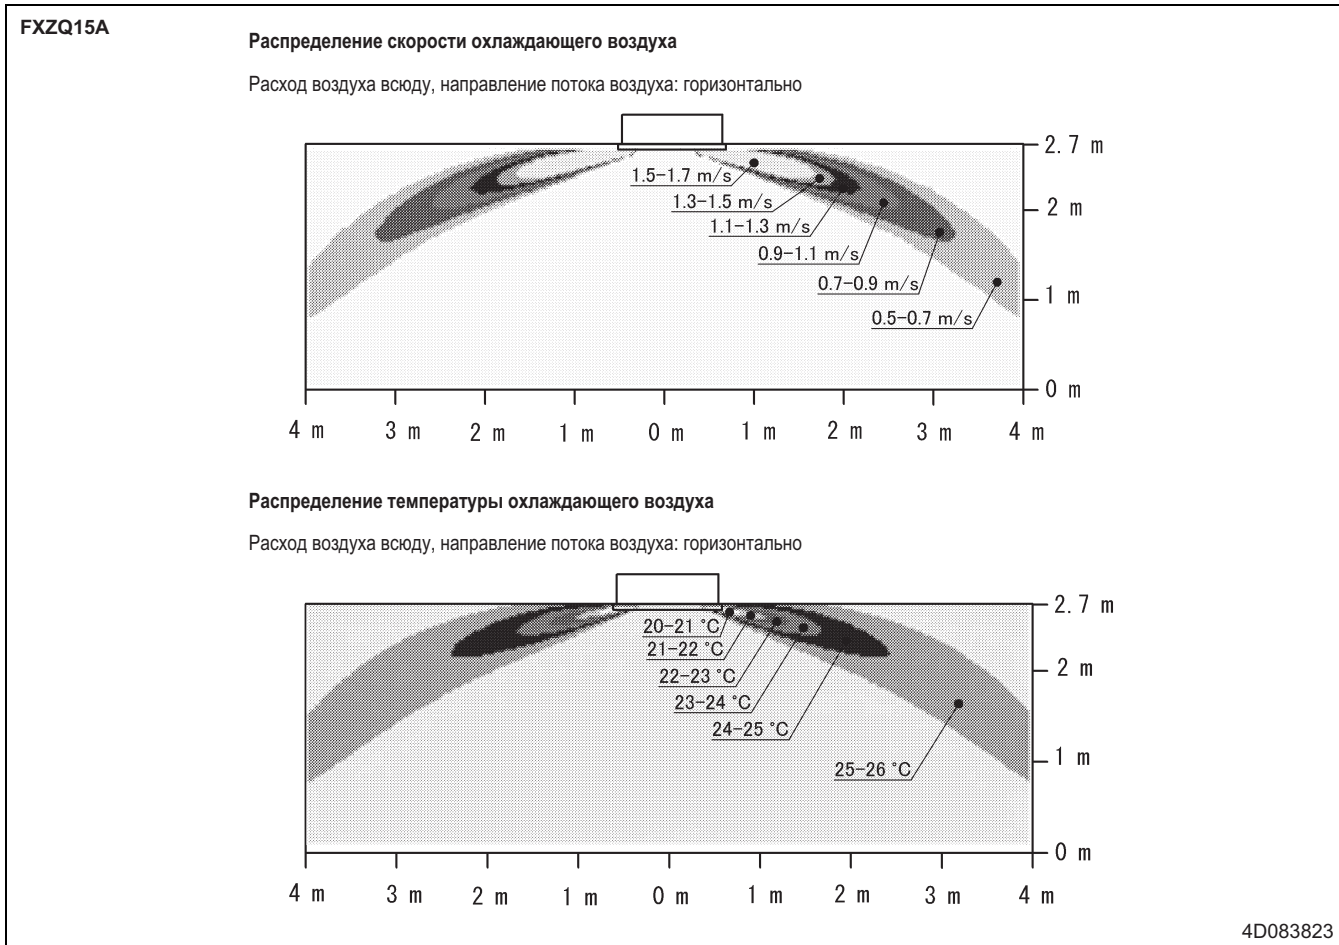 FXZQ15A
Распределение скорости охлаждающего воздуха
Расход воздуха всюду, направление потока воздуха: горизонтально
2.7 m
1.5-1.7 m/s
1.3-1.5 m/s
2 m
1.1-1.3 m/s
0.9-1.1 m/s
0.7-0.9 m/s
1 m
0.5-0.7 m/s
0 m
4 m 3 m 2 m 1 m 0 m 1 m 2 m 3 m 4 m
Распределение температуры охлаждающего воздуха
Расход воздуха всюду, направление потока воздуха: горизонтально
2.7 m
20-21 °C
21-22 °C
2 m
22-23 °C
23-24 °C
24-25 °C
1 m
25-26 °C
0 m
4 m 3 m 2 m 1 m 0 m 1 m 2 m 3 m 4 m
4D083823